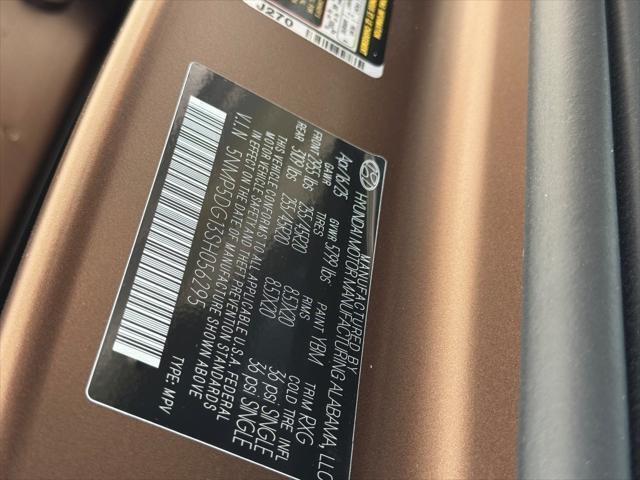 J270
MANUFACTURED BY
HYUNDAI MOTOR MANUFACTURING ALABAMA, LLC
Apr/16/25 GVWR 5799 lbs PAINT YBM TRIM RXG
GAWR TIRES RIMS COLD TIRE INFL
FRONT 2855 lbs 255/45R20 8.5JX20 36 psi SINGLE
REAR 3219 lbs 255/45R20 8.5JX20 36 psi SINGLE
THIS VEHICLE CONFORMS TO ALL APPLICABLE U.S.A. FEDERAL
MOTOR VEHICLE SAFETY AND THEFT PREVENTION STANDARDS
IN EFFECT ON THE DATE OF MANUFACTURE SHOWN ABOVE
V.I.N 5NMP5DG13SH056295 TYPE: MPV